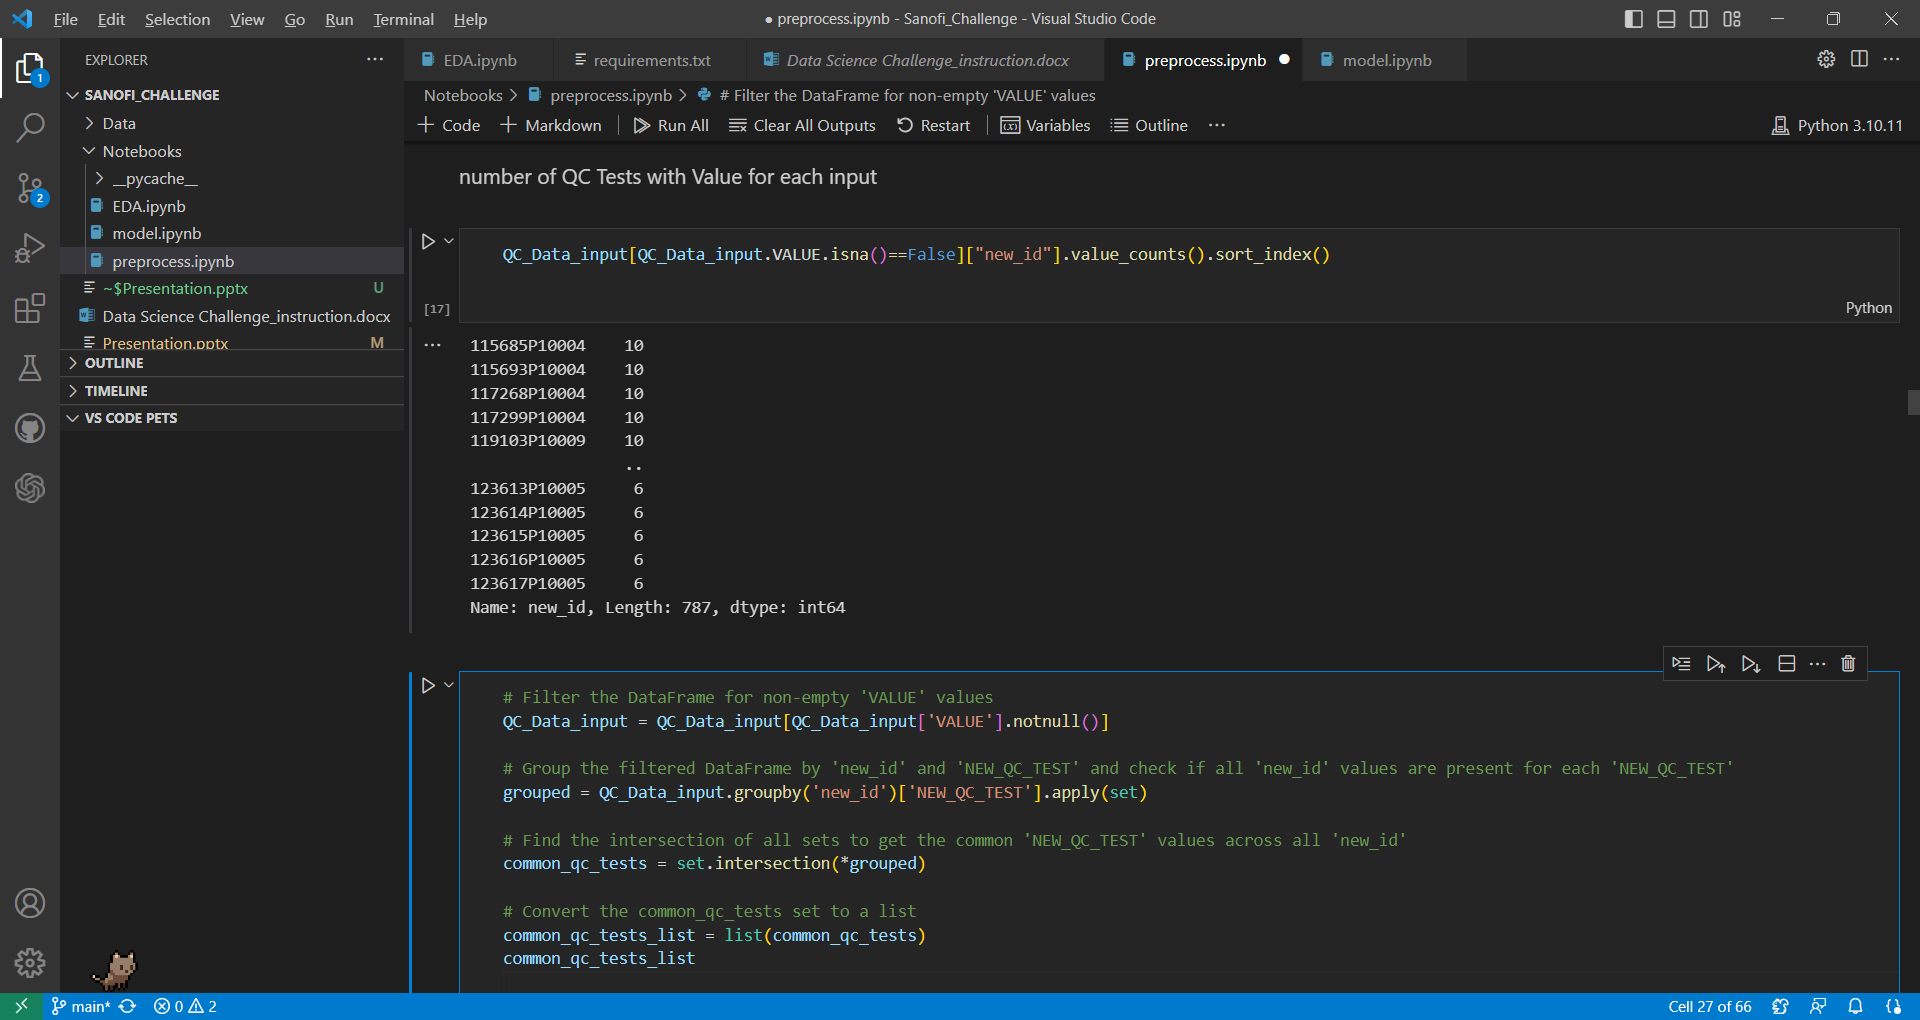 File Edit Selection View Go Run Terminal Help
● preprocess.ipynb - Sanofi_Challenge - Visual Studio Code
EXPLORER
SANOFI_CHALLENGE
Data
Notebooks
__pycache__
EDA.ipynb
model.ipynb
preprocess.ipynb
~$Presentation.pptx U
Data Science Challenge_instruction.docx
Presentation.pptx M
OUTLINE
TIMELINE
VS CODE PETS
1
2
EDA.ipynb requirements.txt Data Science Challenge_instruction.docx preprocess.ipynb ● model.ipynb
Notebooks > preprocess.ipynb > # Filter the DataFrame for non-empty 'VALUE' values
+ Code + Markdown Run All Clear All Outputs Restart Variables Outline ... Python 3.10.11
number of QC Tests with Value for each input
QC_Data_input[QC_Data_input.VALUE.isna()==False]["new_id"].value_counts().sort_index()
[17]
Python
115685P10004 10
115693P10004 10
117268P10004 10
117299P10004 10
119103P10009 10
..
123613P10005 6
123614P10005 6
123615P10005 6
123616P10005 6
123617P10005 6
Name: new_id, Length: 787, dtype: int64
# Filter the DataFrame for non-empty 'VALUE' values
QC_Data_input = QC_Data_input[QC_Data_input['VALUE'].notnull()]
# Group the filtered DataFrame by 'new_id' and 'NEW_QC_TEST' and check if all 'new_id' values are present for each 'NEW_QC_TEST'
grouped = QC_Data_input.groupby('new_id')['NEW_QC_TEST'].apply(set)
# Find the intersection of all sets to get the common 'NEW_QC_TEST' values across all 'new_id'
common_qc_tests = set.intersection(*grouped)
# Convert the common_qc_tests set to a list
common_qc_tests_list = list(common_qc_tests)
common_qc_tests_list
main* 0 2
Cell 27 of 66